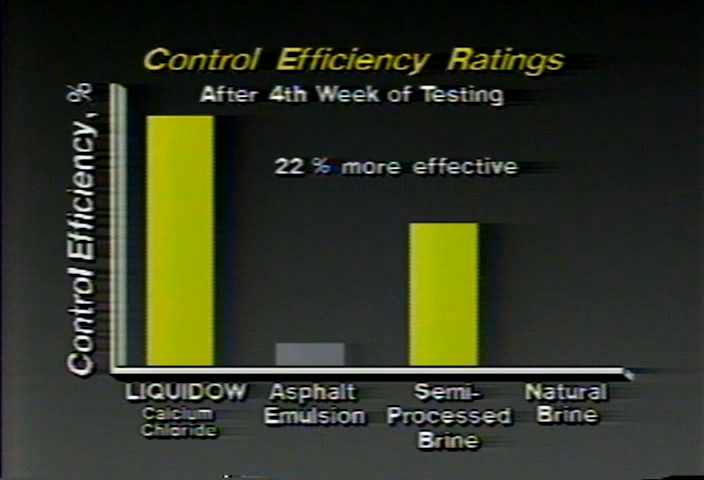 Control Efficiency Ratings
After 4th Week of Testing
22 % more effective
Control Efficiency, %
LIQUIDOW
Calcium
Chloride
Asphalt
Emulsion
Semi-
Processed
Brine
Natural
Brine